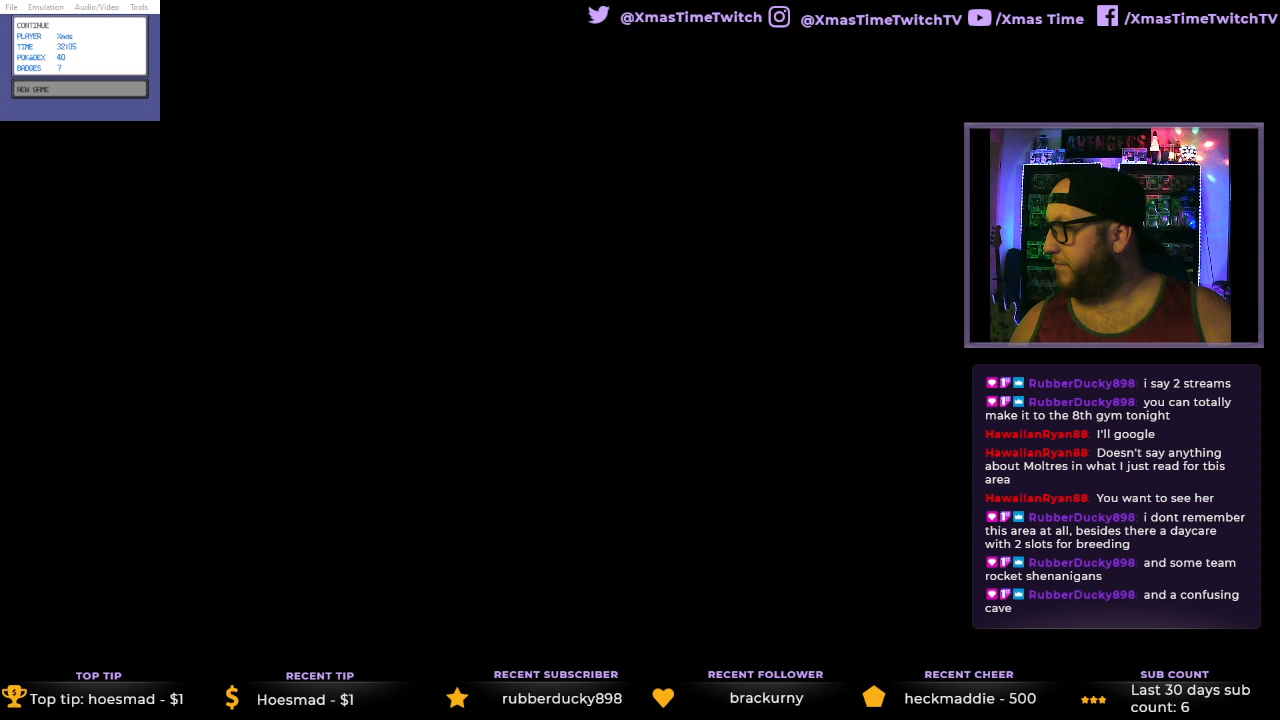 File Emulation Audio/Video Tools
CONTINUE
PLAYER Xmas
TIME 32:05
POKéDEX 40
BADGES 7
NEW GAME
@XmasTimeTwitch @XmasTimeTwitchTV /Xmas Time /XmasTimeTwitchTV
AVENGERS
RubberDucky898: i say 2 streams
RubberDucky898: you can totally
make it to the 8th gym tonight
HawaiianRyan88: I'll google
HawaiianRyan88: Doesn't say anything
about Moltres in what I just read for tbis
area
HawaiianRyan88: You want to see her
RubberDucky898: i dont remember
this area at all, besides there a daycare
with 2 slots for breeding
RubberDucky898: and some team
rocket shenanigans
RubberDucky898: and a confusing
cave
TOP TIP
Top tip: hoesmad - $1
RECENT TIP
Hoesmad - $1
RECENT SUBSCRIBER
rubberducky898
RECENT FOLLOWER
brackurny
RECENT CHEER
heckmaddie - 500
SUB COUNT
Last 30 days sub
count: 6